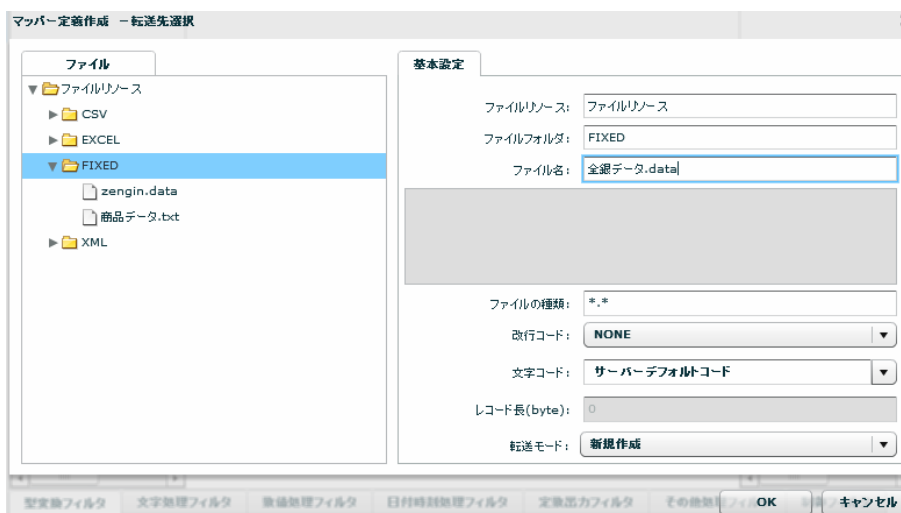 マッパー定義作成 －転送先選択
ファイル
ファイルリソース
CSV
EXCEL
FIXED
zengin.data
商品データ.txt
XML
基本設定
ファイルリソース: ファイルリソース
ファイルフォルダ: FIXED
ファイル名: 全銀データ.data
ファイルの種類: *.*
改行コード: NONE
文字コード: サーバーデフォルトコード
レコード長(byte): 0
転送モード: 新規作成
型変換フィルタ 文字処理フィルタ 数値処理フィルタ 日付時刻処理フィルタ 定数出力フィルタ その他処理フィ OK キャンセル